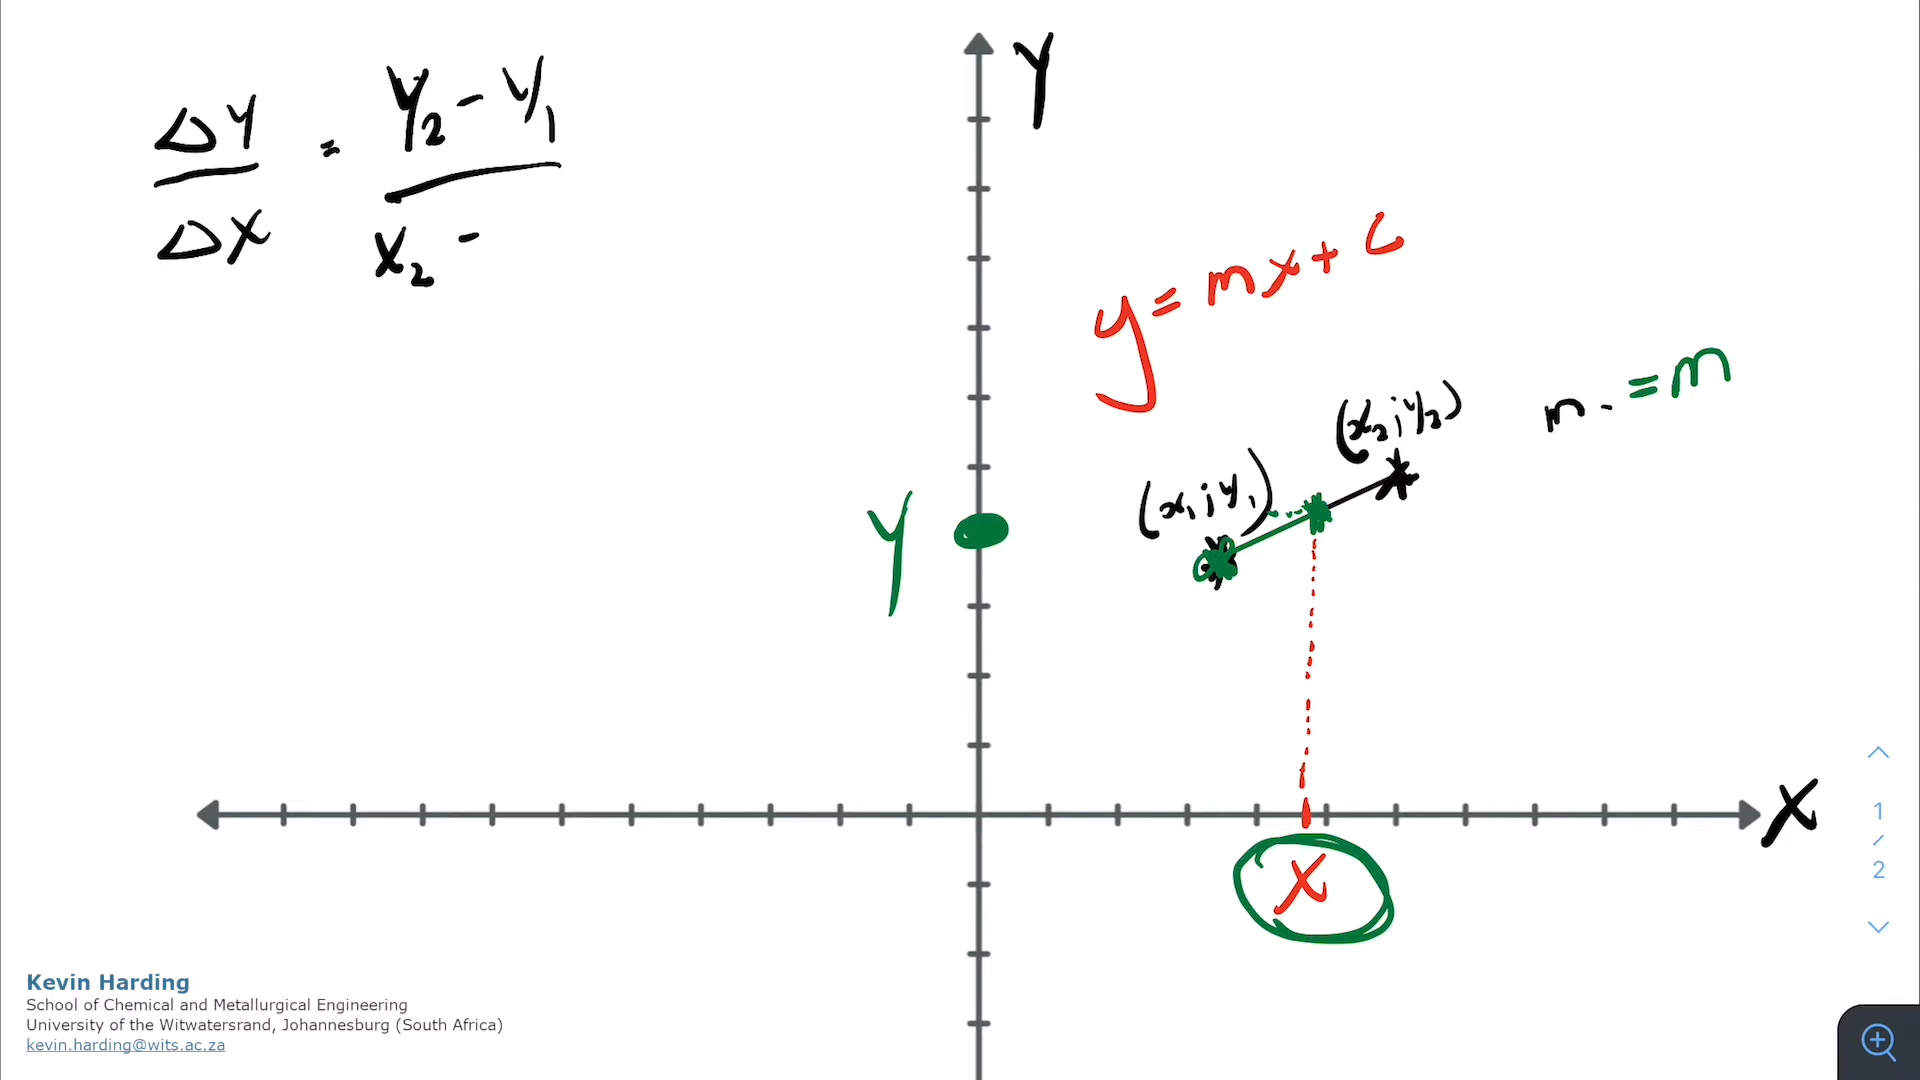 Y
ΔY = Y2 - Y1
ΔX X2 -
y = mx + c
m. = m
(x2; y2)
(x1; y1)
Y
X
X
1
/
2
Kevin Harding
School of Chemical and Metallurgical Engineering
University of the Witwatersrand, Johannesburg (South Africa)
kevin.harding@wits.ac.za